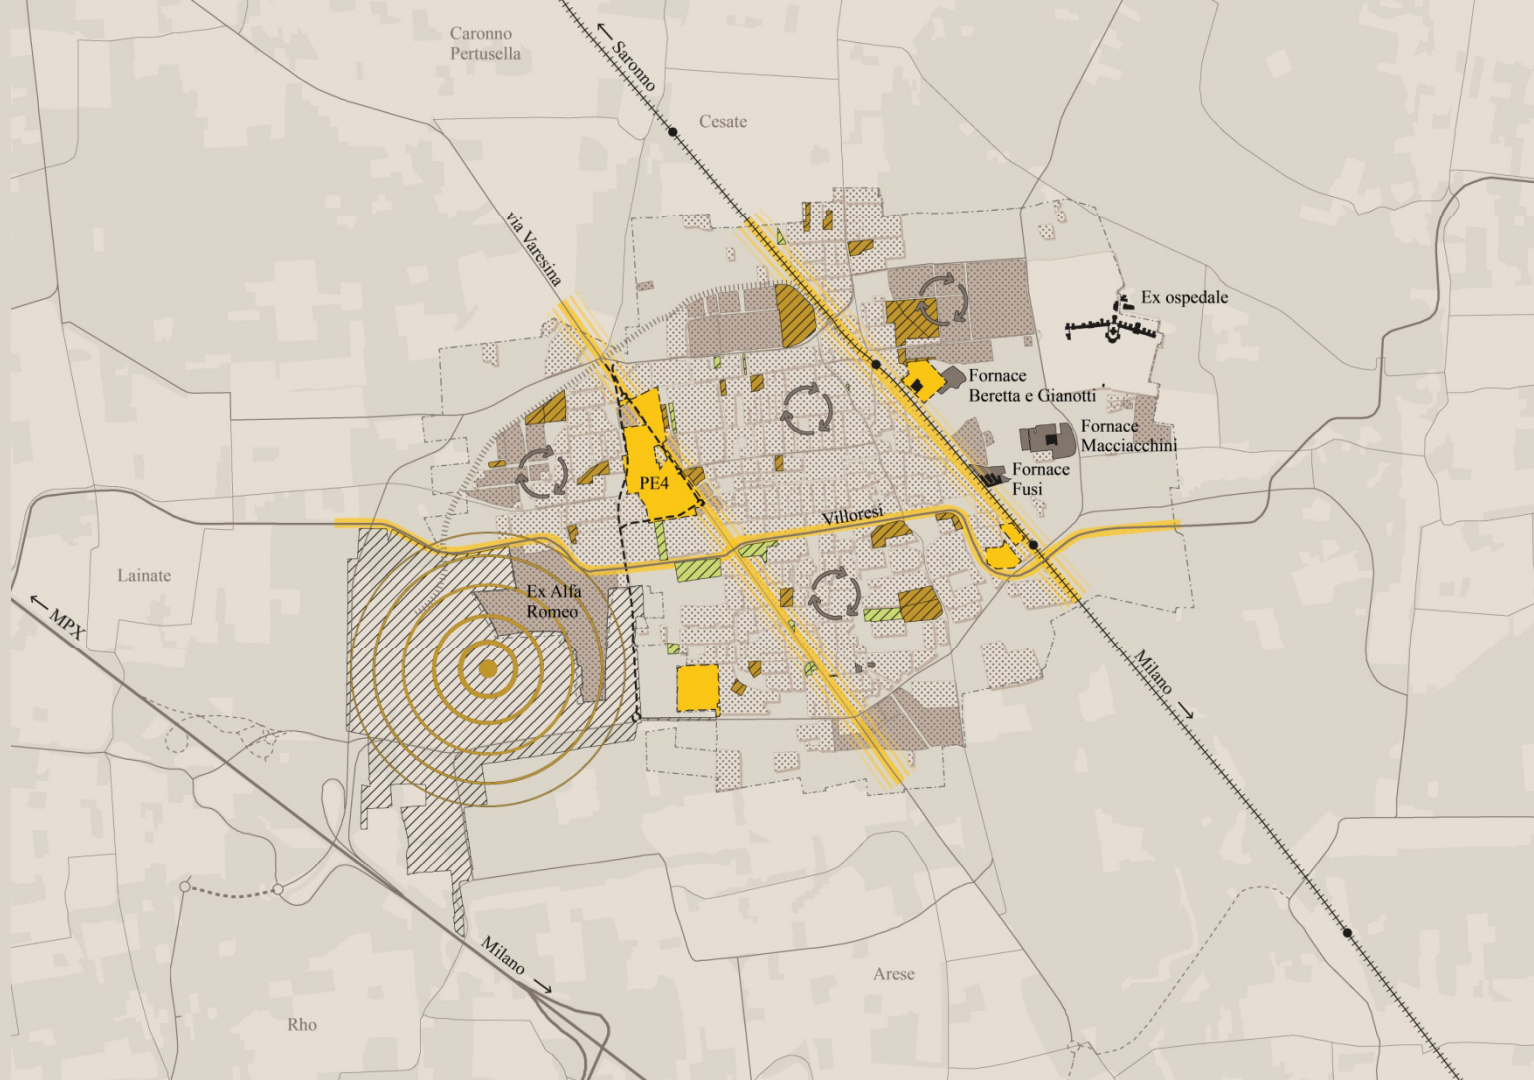 Caronno
Pertusella
Saronno
Cesate
via Varesina
Ex ospedale
Fornace
Beretta e Gianotti
Fornace
Macciacchini
Fornace
Fusi
PE4
Villoresi
Lainate
Ex Alfa
Romeo
MPX
Milano
Milano
Arese
Rho